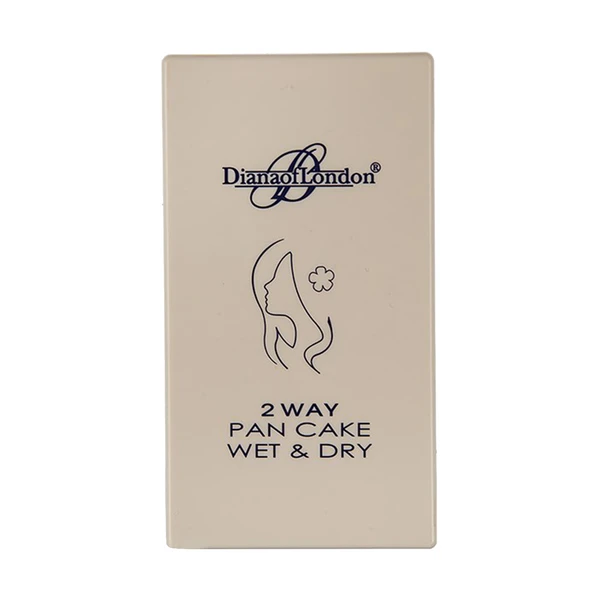 DianaofLondon®
2 WAY
PAN CAKE
WET & DRY